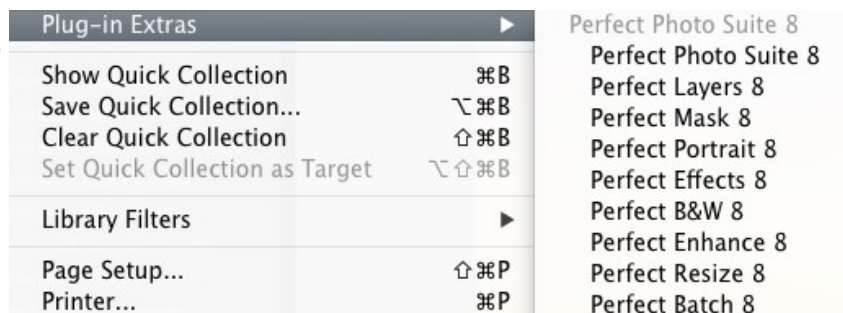 Plug-in Extras ▶
Show Quick Collection ⌘B
Save Quick Collection... ⌥⌘B
Clear Quick Collection ⇧⌘B
Set Quick Collection as Target ⌥⇧⌘B
Library Filters ▶
Page Setup... ⇧⌘P
Printer... ⌘P
Perfect Photo Suite 8
Perfect Photo Suite 8
Perfect Layers 8
Perfect Mask 8
Perfect Portrait 8
Perfect Effects 8
Perfect B&W 8
Perfect Enhance 8
Perfect Resize 8
Perfect Batch 8